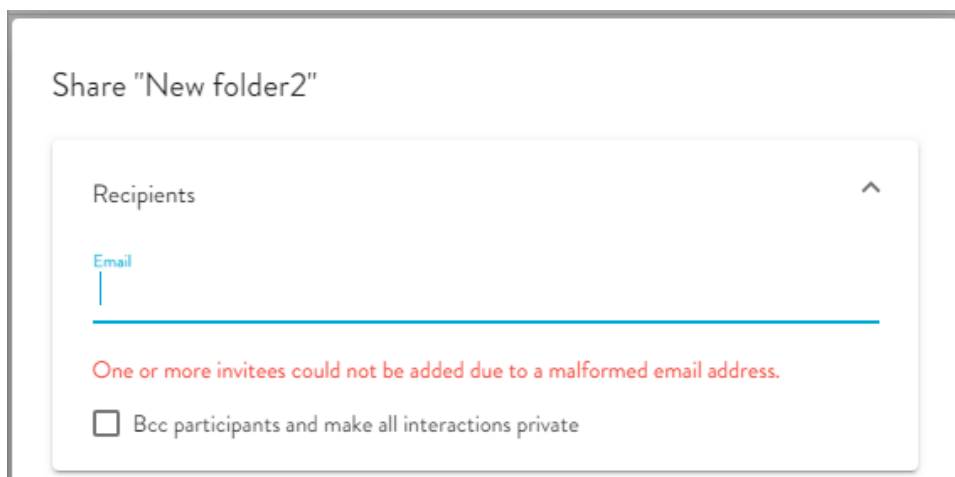 Share "New folder2"
Recipients
Email
One or more invitees could not be added due to a malformed email address.
Bcc participants and make all interactions private